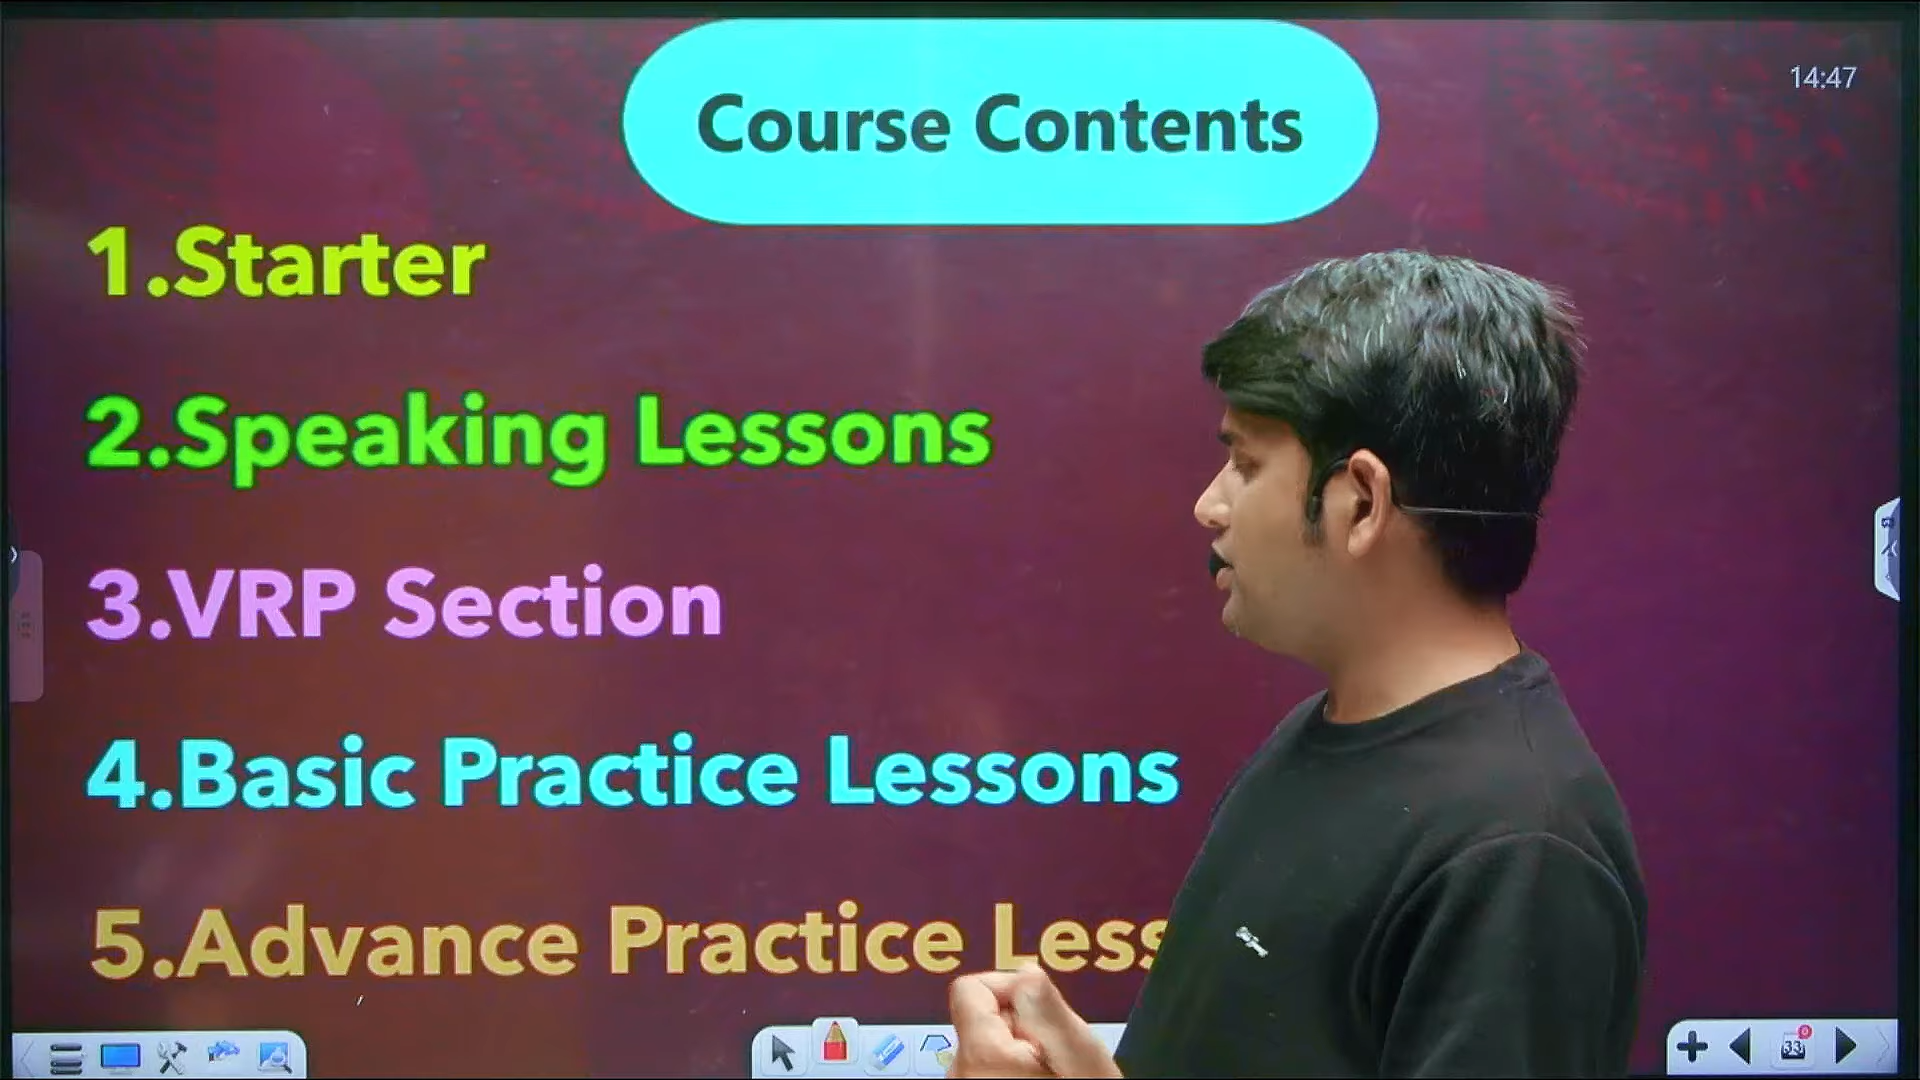 Course Contents
14:47
1.Starter
2.Speaking Lessons
3.VRP Section
4.Basic Practice Lessons
5.Advance Practice
33